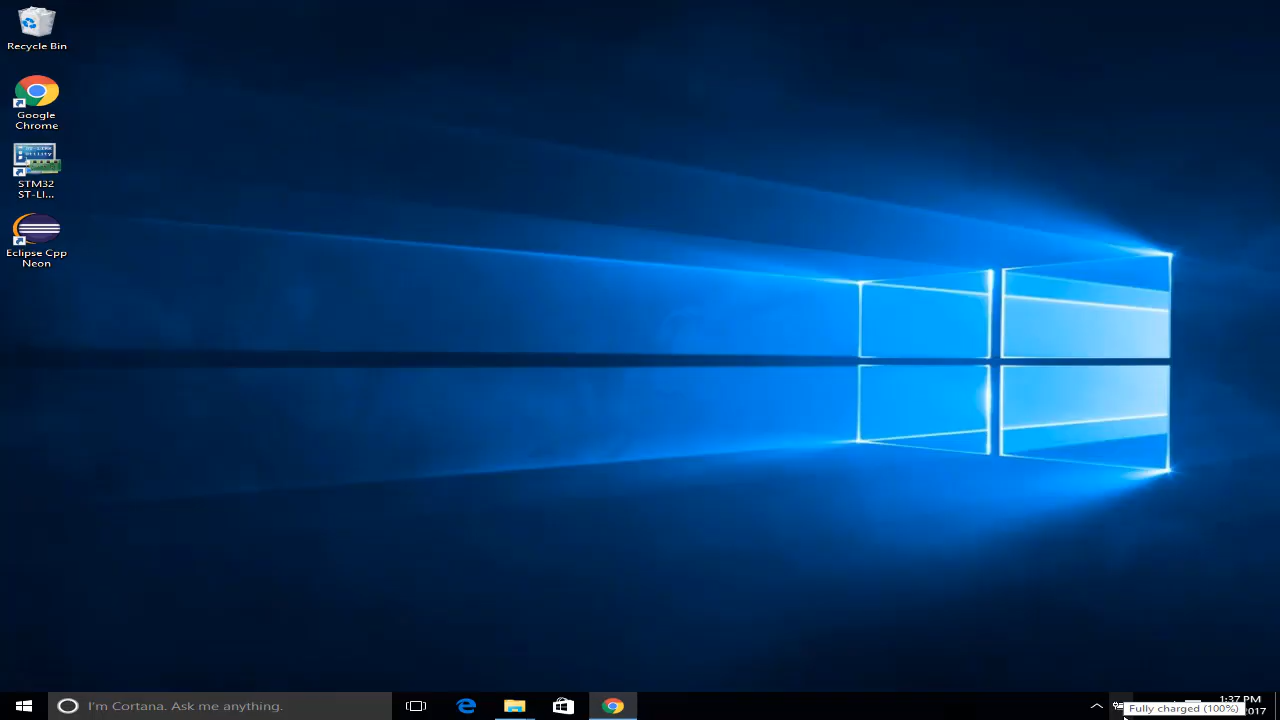 Recycle Bin
Google
Chrome
STM32
ST-LI...
Eclipse Cpp
Neon
I'm Cortana. Ask me anything.
1:37 PM
Fully charged (100%)
2017